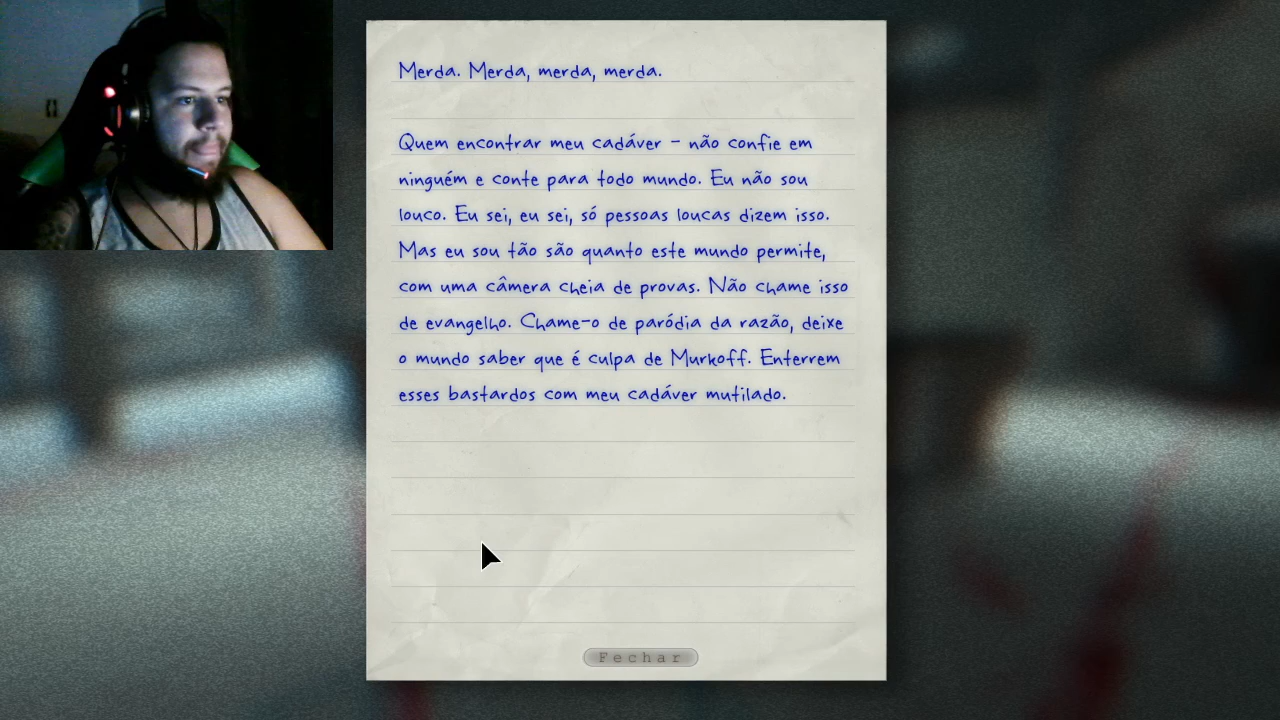 Merda. Merda, merda, merda.
Quem encontrar meu cadáver - não confie em
ninguém e conte para todo mundo. Eu não sou
louco. Eu sei, eu sei, só pessoas loucas dizem isso.
Mas eu sou tão são quanto este mundo permite,
com uma câmera cheia de provas. Não chame isso
de evangelho. Chame-o de paródia da razão, deixe
o mundo saber que é culpa de Murkoff. Enterrem
esses bastardos com meu cadáver mutilado.
Fechar